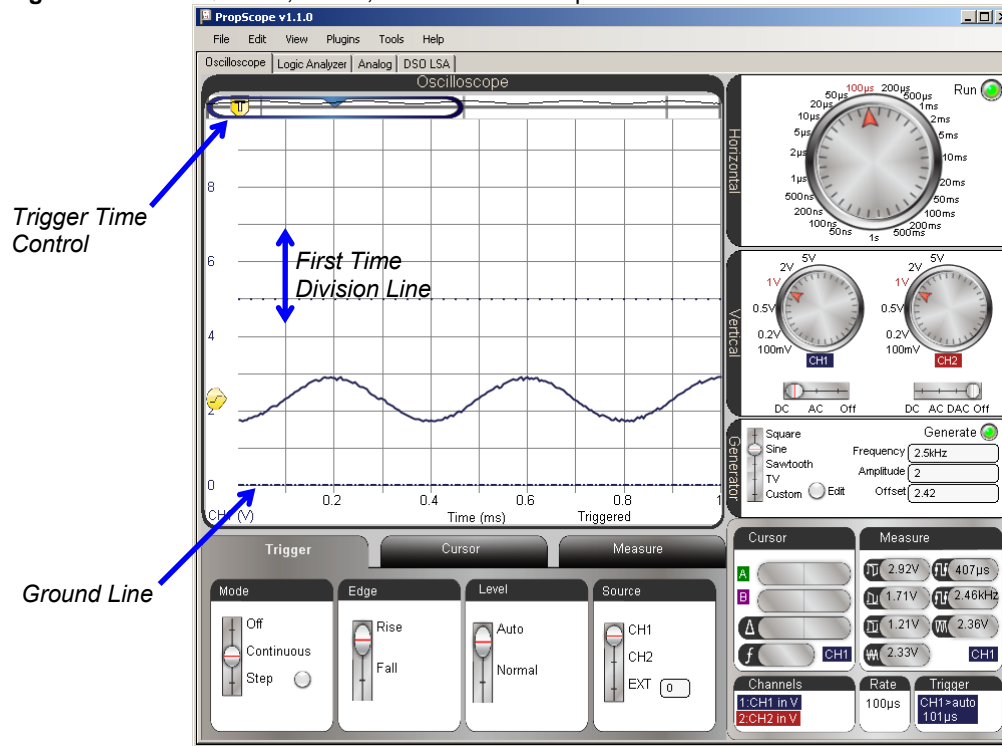 PropScope v1.1.0
File Edit View Plugins Tools Help
Oscilloscope Logic Analyzer Analog DSO LSA
Oscilloscope
Trigger Time
Control
First Time
Division Line
Ground Line
8
6
4
2
0
0.2 0.4 0.6 0.8 1
CH1 (V) Time (ms) Triggered
Horizontal
Run
50ns
100ns
200ns
500ns
1µs
2µs
5µs
10µs
20µs
50µs
100µs
200µs
500µs
1ms
2ms
5ms
10ms
20ms
50ms
100ms
200ms
500ms
1s
Vertical
5V
2V
1V
0.5V
0.2V
100mV
CH1
DC AC Off
5V
2V
1V
0.5V
0.2V
100mV
CH2
DC AC DAC Off
Generator
Square
Sine
Sawtooth
TV
Custom Edit
Generate
Frequency 2.5kHz
Amplitude 2
Offset 2.42
Trigger Cursor Measure
Mode
Off
Continuous
Step
Edge
Rise
Fall
Level
Auto
Normal
Source
CH1
CH2
EXT 0
Cursor
A
B
Δ
f CH1
Measure
2.92V 407µs
1.71V 2.46kHz
1.21V 2.36V
2.33V CH1
Channels
1:CH1 in V
2:CH2 in V
Rate
100µs
Trigger
CH1>auto
101µs